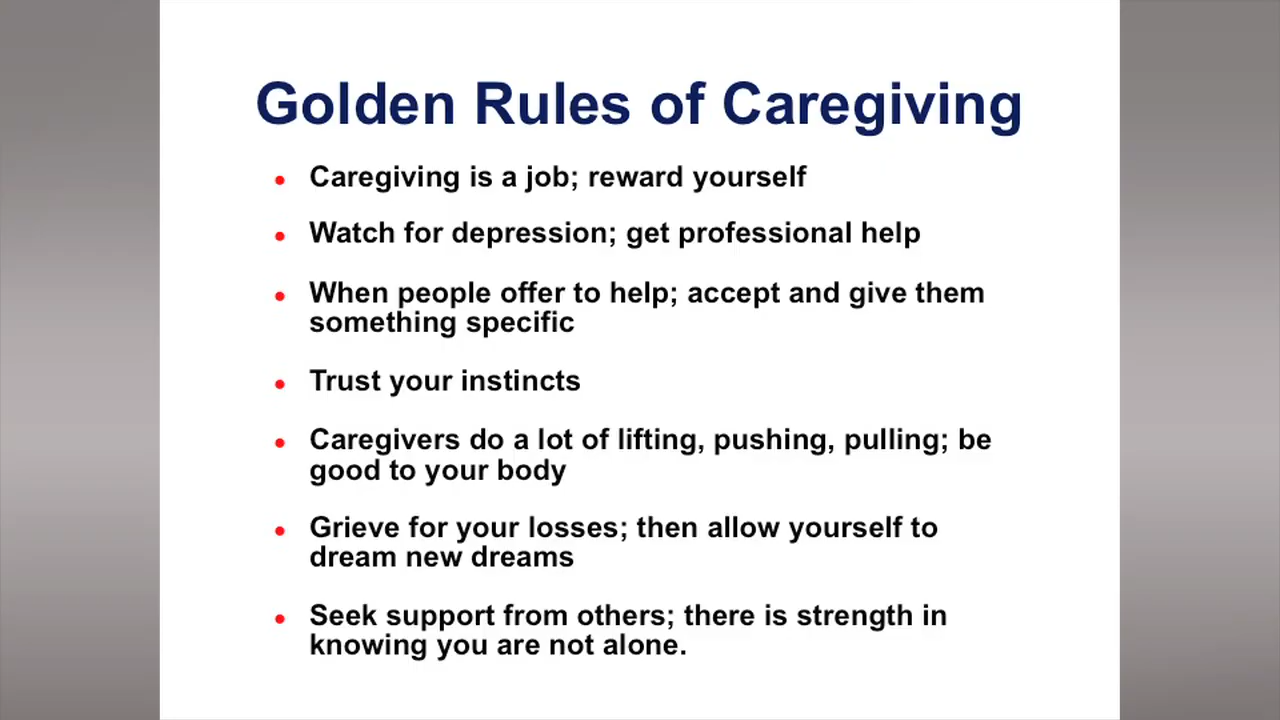 Golden Rules of Caregiving
• Caregiving is a job; reward yourself
• Watch for depression; get professional help
• When people offer to help; accept and give them
something specific
• Trust your instincts
• Caregivers do a lot of lifting, pushing, pulling; be
good to your body
• Grieve for your losses; then allow yourself to
dream new dreams
• Seek support from others; there is strength in
knowing you are not alone.